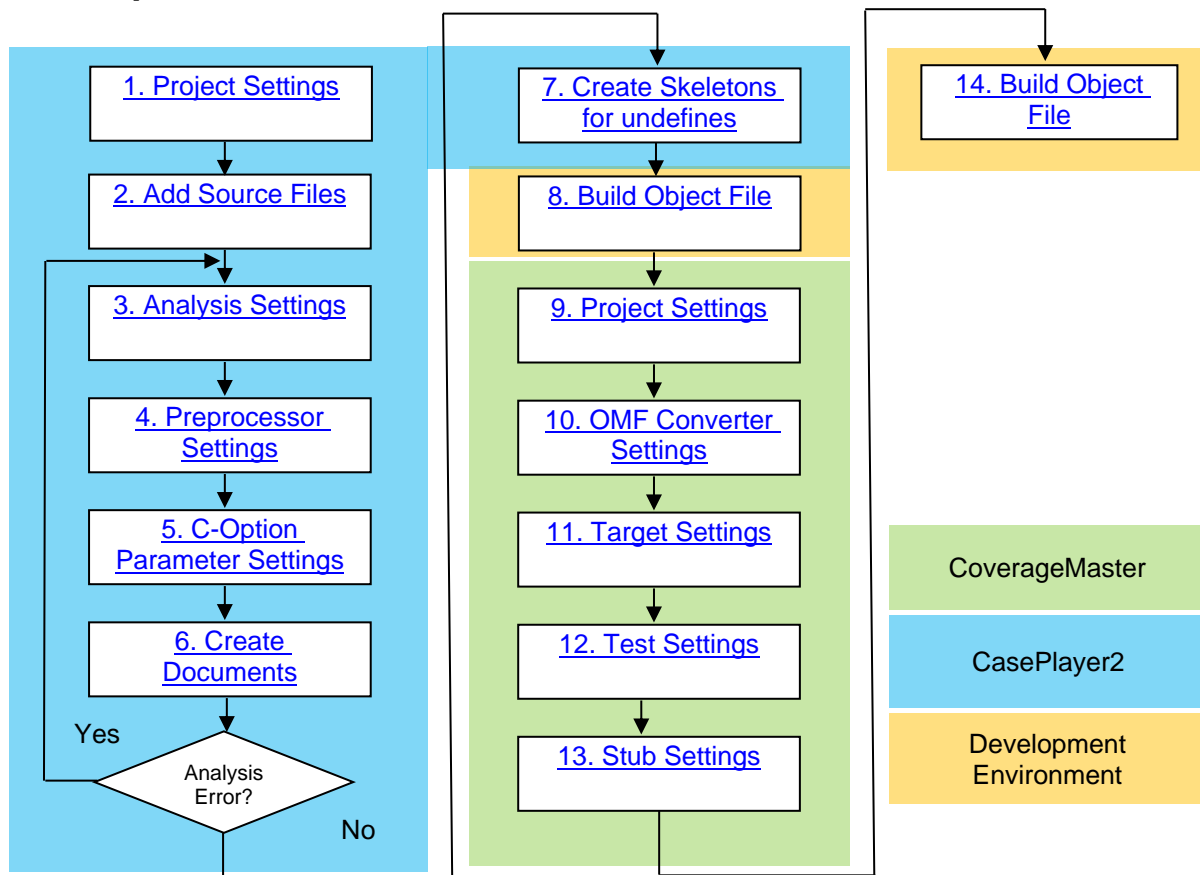 1. Project Settings
2. Add Source Files
3. Analysis Settings
4. Preprocessor
Settings
5. C-Option
Parameter Settings
6. Create
Documents
Yes
Analysis
Error?
No
7. Create Skeletons
for undefines
8. Build Object File
9. Project Settings
10. OMF Converter
Settings
11. Target Settings
12. Test Settings
13. Stub Settings
14. Build Object
File
CoverageMaster
CasePlayer2
Development
Environment